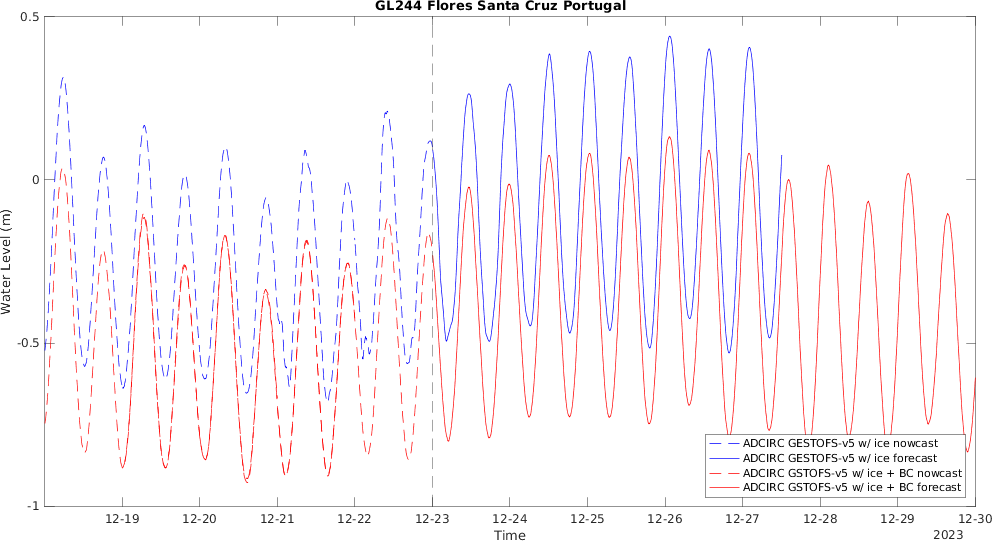 GL244 Flores Santa Cruz Portugal
0.5
0
-0.5
-1
Water Level (m)
12-19
12-20
12-21
12-22
12-23
12-24
12-25
12-26
12-27
12-28
12-29
12-30
Time
2023
ADCIRC GESTOFS-v5 w/ ice nowcast
ADCIRC GESTOFS-v5 w/ ice forecast
ADCIRC GSTOFS-v5 w/ ice + BC nowcast
ADCIRC GSTOFS-v5 w/ ice + BC forecast